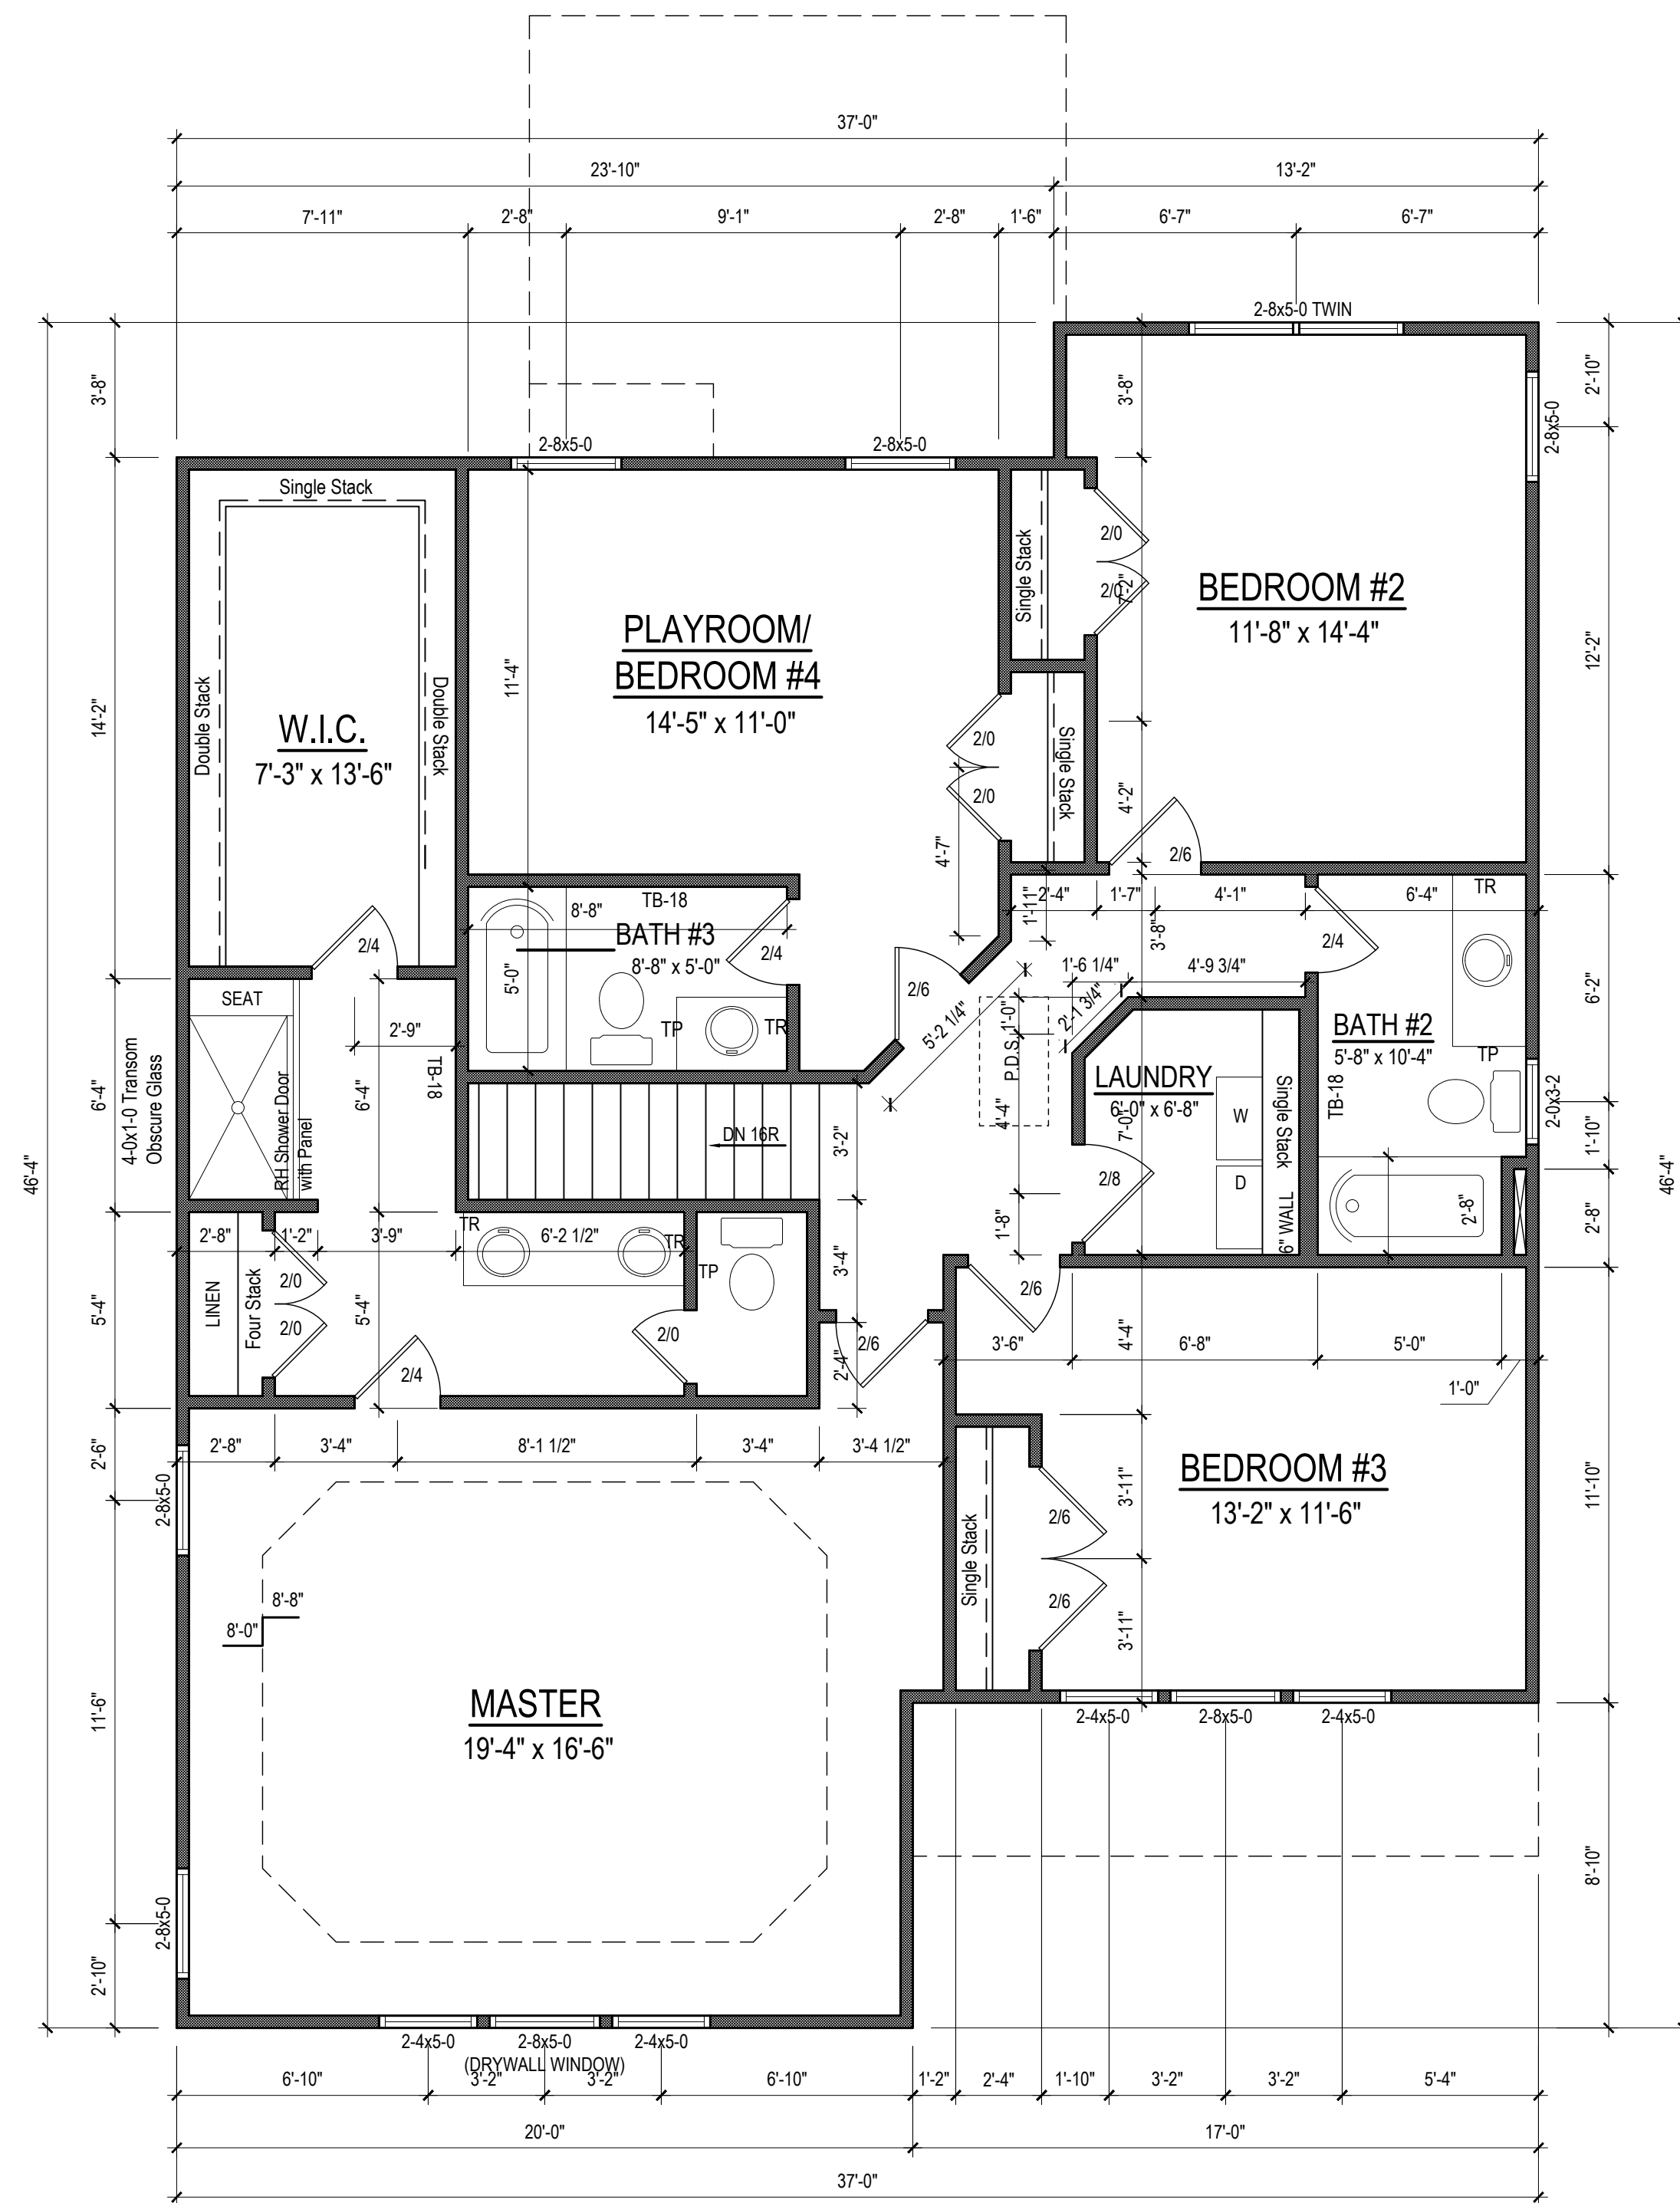 37'-0"
23'-10"
13'-2"
7'-11"
2'-8"
9'-1"
2'-8"
1'-6"
6'-7"
6'-7"
2-8x5-0 TWIN
3'-8"
3'-8"
2'-10"
2-8x5-0
2-8x5-0
2-8x5-0
Single Stack
Single Stack
2/0
2/0
7'-2"
BEDROOM #2
11'-8" x 14'-4"
12'-2"
PLAYROOM/
BEDROOM #4
14'-5" x 11'-0"
11'-4"
14'-2"
Double Stack
Double Stack
W.I.C.
7'-3" x 13'-6"
2/0
2/0
Single Stack
4'-2"
4'-7"
2/6
TB-18
8'-8"
BATH #3
8'-8" x 5'-0"
2/4
2/4
5'-0"
1'-11"
2'-4"
1'-7"
4'-1"
6'-4"
TR
3'-8"
2/4
2/6
1'-6 1/4"
4'-9 3/4"
2'-1 3/4"
5'-2 1/4"
6'-2"
SEAT
2'-9"
TP
TR
P.D.S.
1'-0"
BATH #2
5'-8" x 10'-4"
TP
4-0x1-0 Transom
Obscure Glass
6'-4"
6'-4"
TB-18
RH Shower Door
with Panel
LAUNDRY
6'-0" x 6'-8"
7'-0"
4'-4"
W
D
Single Stack
9" WALL
TB-18
2-0x3-2
1'-10"
DN 16R
3'-2"
2/8
2'-8"
2'-8"
46'-4"
46'-4"
1'-8"
2'-8"
1'-2"
3'-9"
TR
6'-2 1/2"
TR
TP
3'-4"
LINEN
Four Stack
2/0
2/0
5'-4"
5'-4"
2/4
2/0
2/6
2'-4"
2/6
3'-6"
4'-4"
6'-8"
5'-0"
1'-0"
2'-6"
2'-8"
3'-4"
8'-1 1/2"
3'-4"
3'-4 1/2"
2-8x5-0
BEDROOM #3
13'-2" x 11'-6"
11'-10"
3'-11"
3'-11"
Single Stack
2/6
2/6
8'-8"
8'-0"
MASTER
19'-4" x 16'-6"
11'-6"
2-4x5-0
2-8x5-0
2-4x5-0
8'-10"
2-8x5-0
2'-10"
2-4x5-0
2-8x5-0
2-4x5-0
(DRYWALL WINDOW)
6'-10"
3'-2"
3'-2"
6'-10"
1'-2"
2'-4"
1'-10"
3'-2"
3'-2"
5'-4"
20'-0"
17'-0"
37'-0"